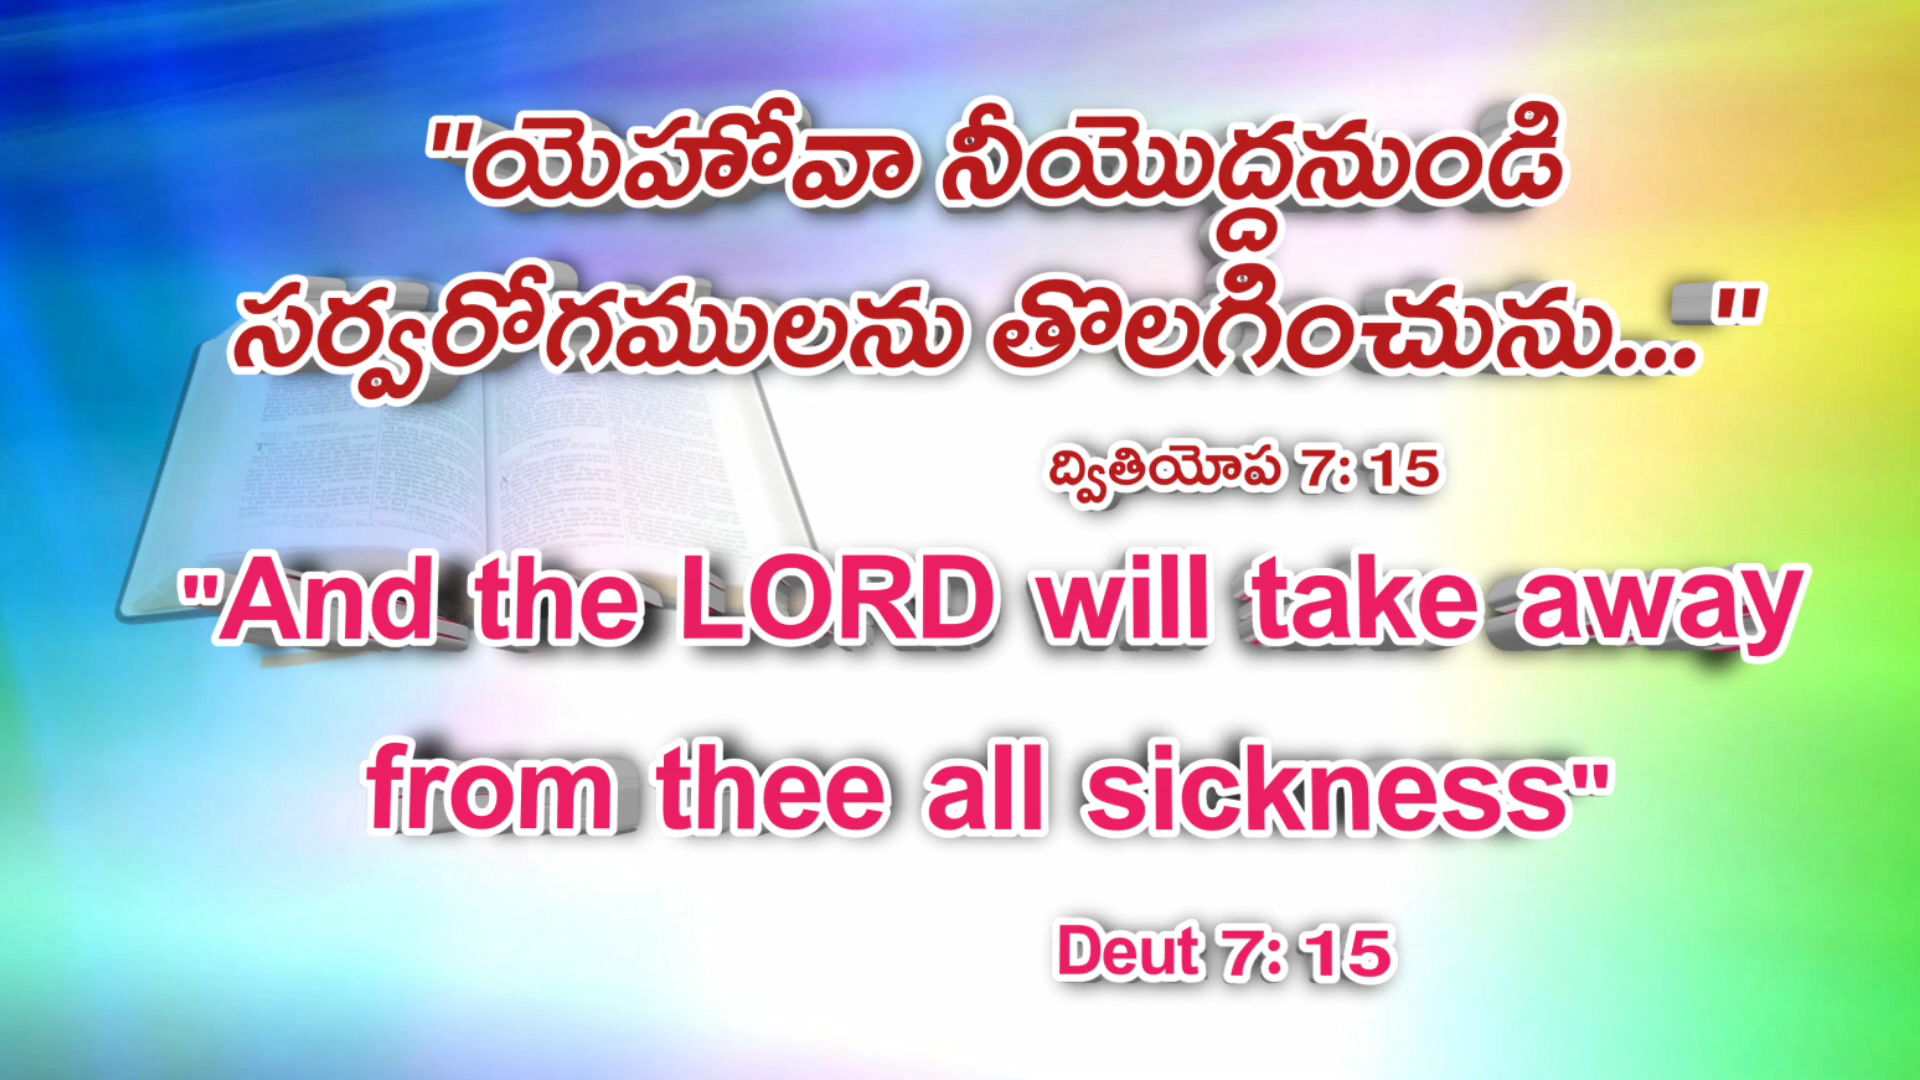 "యెహోవా నీయొద్దనుండి
సర్వరోగములను తొలగించును..."
ద్వితియోప 7: 15
"And the LORD will take away
from thee all sickness"
Deut 7: 15